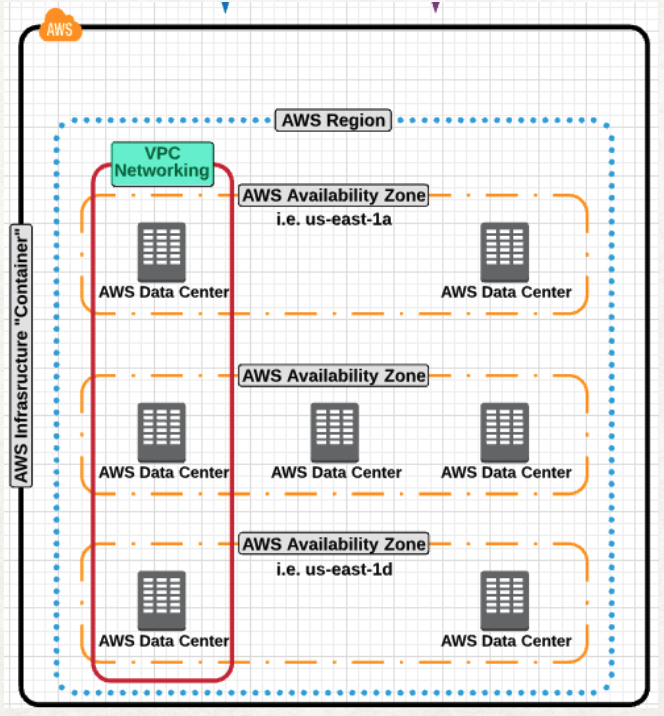 AWS
AWS Region
VPC
Networking
AWS Availability Zone
i.e. us-east-1a
AWS Data Center
AWS Data Center
AWS Infrasructure "Container"
AWS Availability Zone
AWS Data Center
AWS Data Center
AWS Data Center
AWS Availability Zone
i.e. us-east-1d
AWS Data Center
AWS Data Center